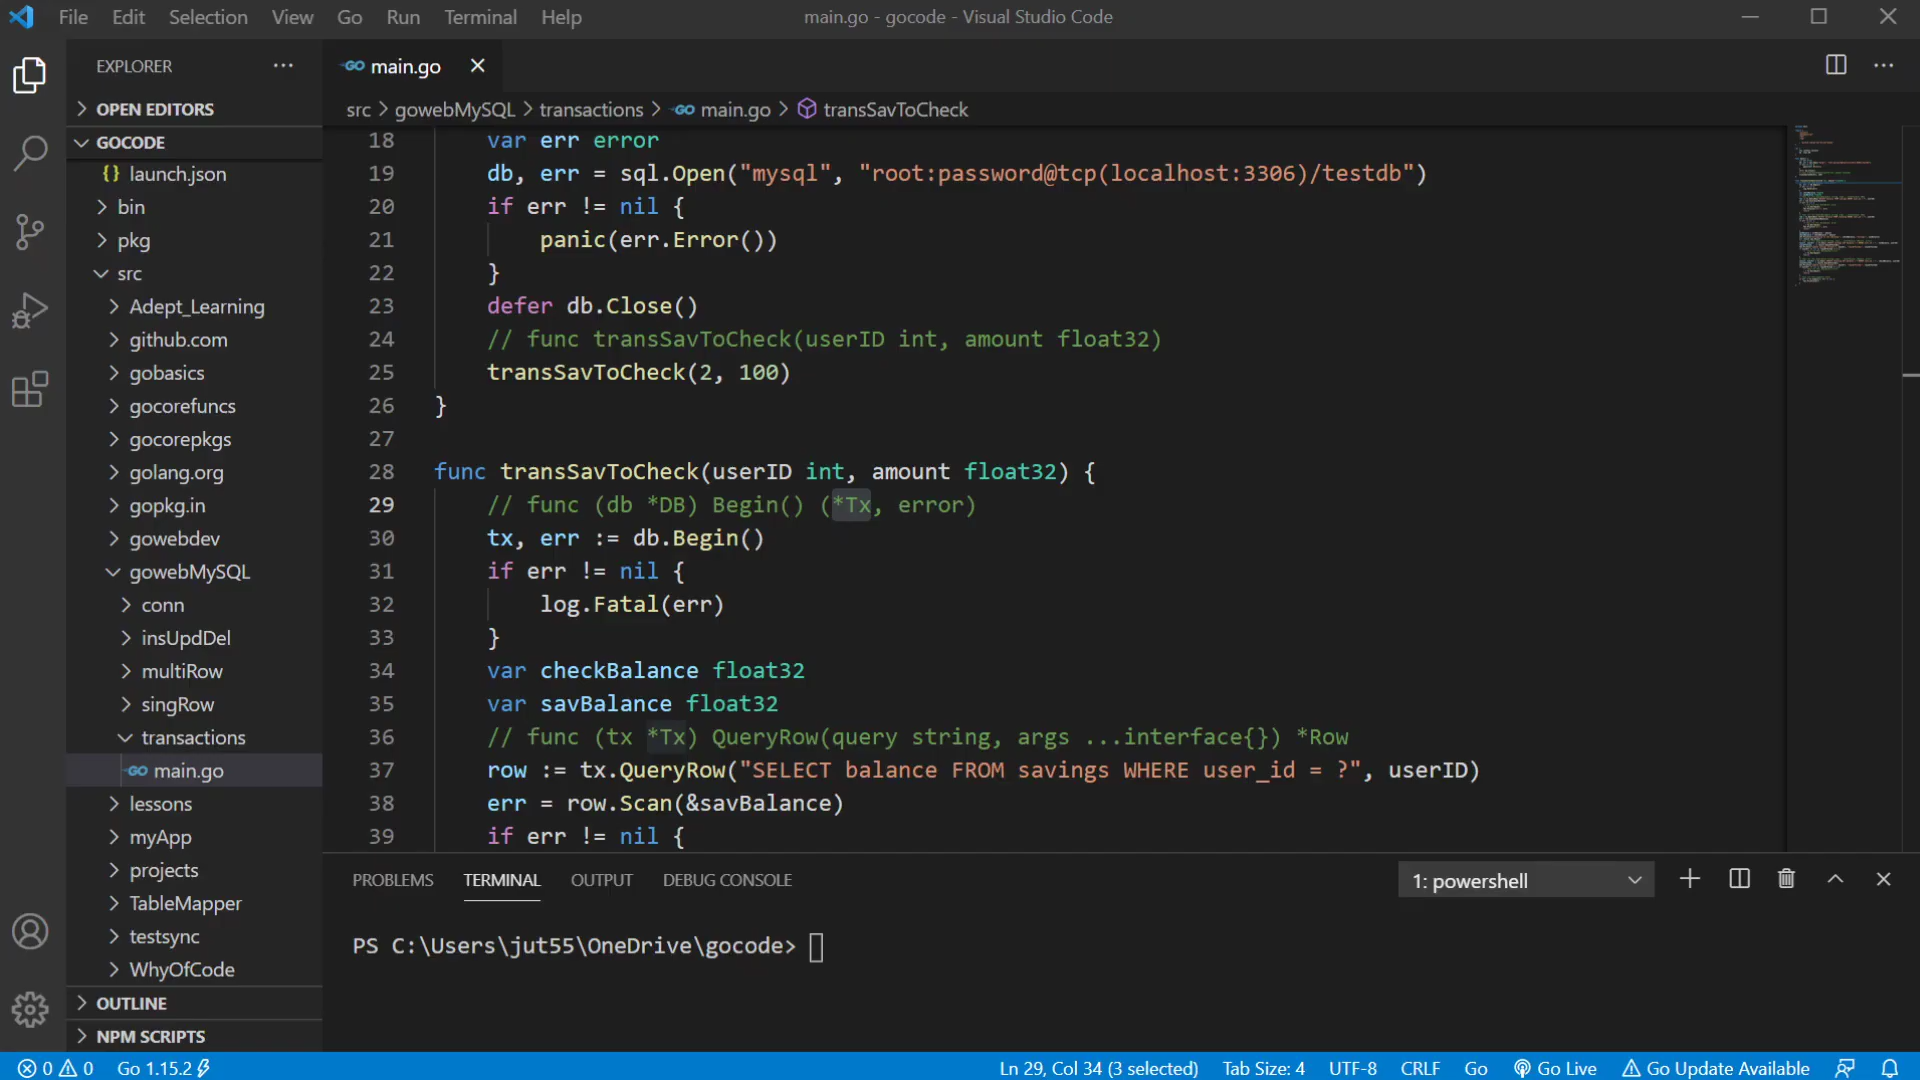 File Edit Selection View Go Run Terminal Help
main.go - gocode - Visual Studio Code
EXPLORER
OPEN EDITORS
GOCODE
{} launch.json
bin
pkg
src
Adept_Learning
github.com
gobasics
gocorefuncs
gocorepkgs
golang.org
gopkg.in
gowebdev
gowebMySQL
conn
insUpdDel
multiRow
singRow
transactions
main.go
lessons
myApp
projects
TableMapper
testsync
WhyOfCode
OUTLINE
NPM SCRIPTS
main.go
src > gowebMySQL > transactions > main.go > transSavToCheck
18 var err error
19 db, err = sql.Open("mysql", "root:password@tcp(localhost:3306)/testdb")
20 if err != nil {
21 panic(err.Error())
22 }
23 defer db.Close()
24 // func transSavToCheck(userID int, amount float32)
25 transSavToCheck(2, 100)
26 }
27
28 func transSavToCheck(userID int, amount float32) {
29 // func (db *DB) Begin() (*Tx, error)
30 tx, err := db.Begin()
31 if err != nil {
32 log.Fatal(err)
33 }
34 var checkBalance float32
35 var savBalance float32
36 // func (tx *Tx) QueryRow(query string, args ...interface{}) *Row
37 row := tx.QueryRow("SELECT balance FROM savings WHERE user_id = ?", userID)
38 err = row.Scan(&savBalance)
39 if err != nil {
PROBLEMS TERMINAL OUTPUT DEBUG CONSOLE
1: powershell
PS C:\Users\jut55\OneDrive\gocode>
0 0 Go 1.15.2 Ln 29, Col 34 (3 selected) Tab Size: 4 UTF-8 CRLF Go Go Live Go Update Available